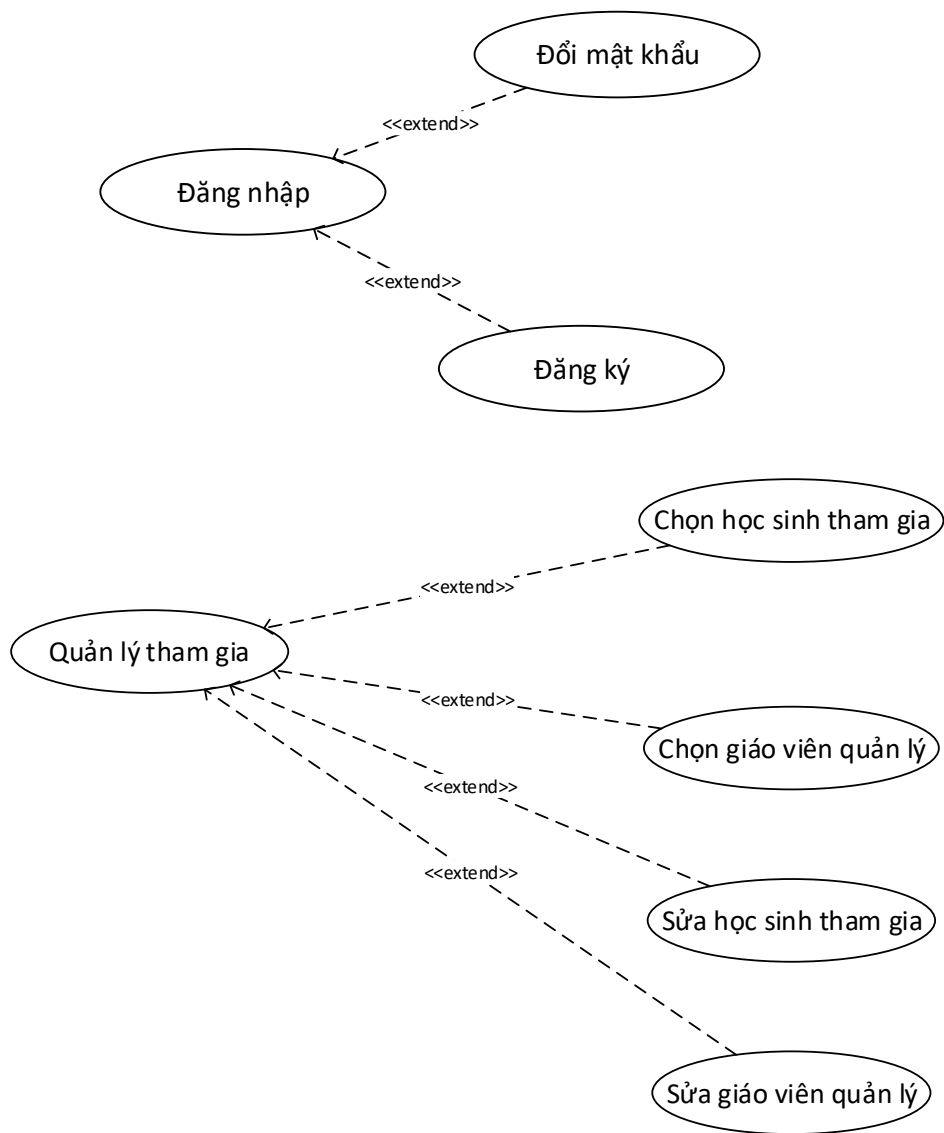 Đổi mật khẩu
<<extend>>
Đăng nhập
<<extend>>
Đăng ký
Chọn học sinh tham gia
<<extend>>
Quản lý tham gia
<<extend>>
Chọn giáo viên quản lý
<<extend>>
<<extend>>
Sửa học sinh tham gia
Sửa giáo viên quản lý